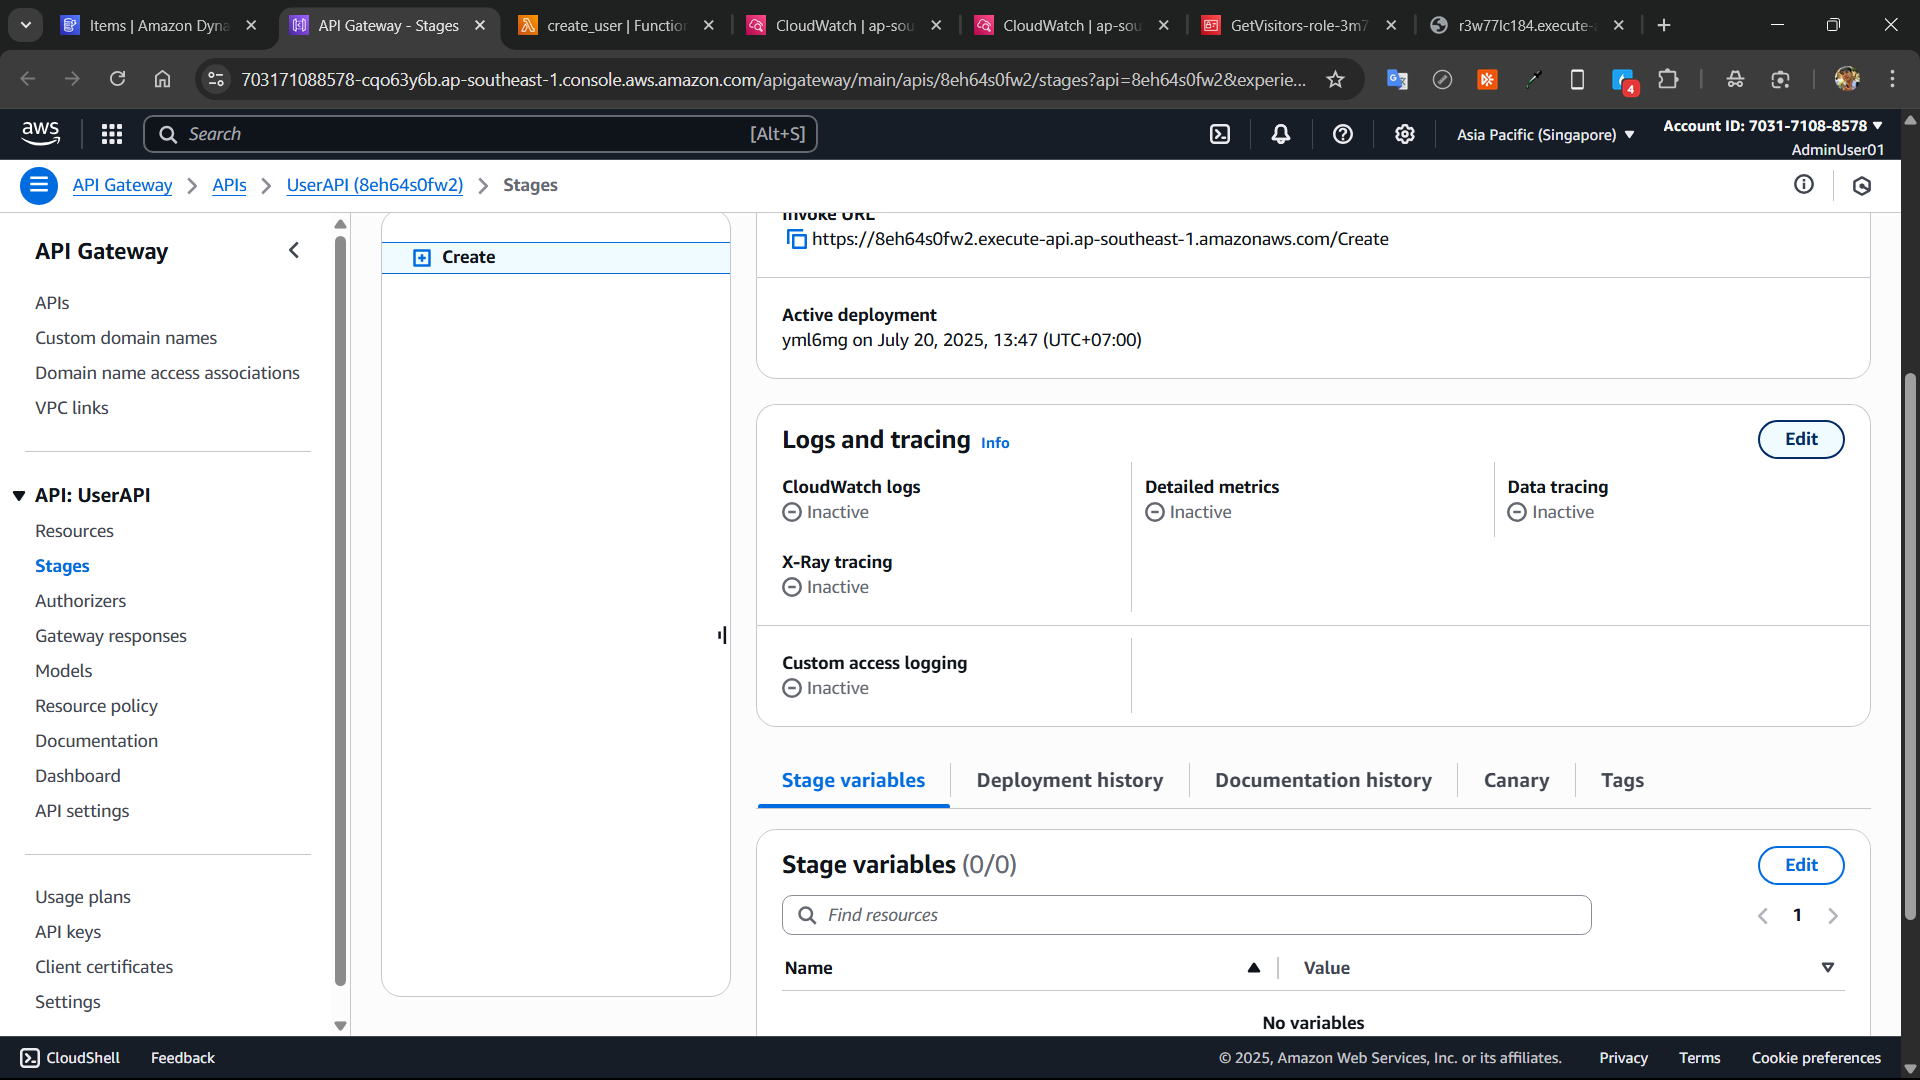 Items | Amazon Dyna
API Gateway - Stages
create_user | Function
CloudWatch | ap-sou
CloudWatch | ap-sou
GetVisitors-role-3m7
r3w77lc184.execute-a
703171088578-cqo63y6b.ap-southeast-1.console.aws.amazon.com/apigateway/main/apis/8eh64s0fw2/stages?api=8eh64s0fw2&experie...
4
aws
Search
[Alt+S]
Asia Pacific (Singapore)
Account ID: 7031-7108-8578
AdminUser01
API Gateway
APIs
UserAPI (8eh64s0fw2)
Stages
API Gateway
APIs
Custom domain names
Domain name access associations
VPC links
API: UserAPI
Resources
Stages
Authorizers
Gateway responses
Models
Resource policy
Documentation
Dashboard
API settings
Usage plans
API keys
Client certificates
Settings
Create
Invoke URL
https://8eh64s0fw2.execute-api.ap-southeast-1.amazonaws.com/Create
Active deployment
yml6mg on July 20, 2025, 13:47 (UTC+07:00)
Logs and tracing Info
Edit
CloudWatch logs
Inactive
Detailed metrics
Inactive
Data tracing
Inactive
X-Ray tracing
Inactive
Custom access logging
Inactive
Stage variables
Deployment history
Documentation history
Canary
Tags
Stage variables (0/0)
Edit
Find resources
1
Name
Value
No variables
CloudShell
Feedback
© 2025, Amazon Web Services, Inc. or its affiliates.
Privacy
Terms
Cookie preferences